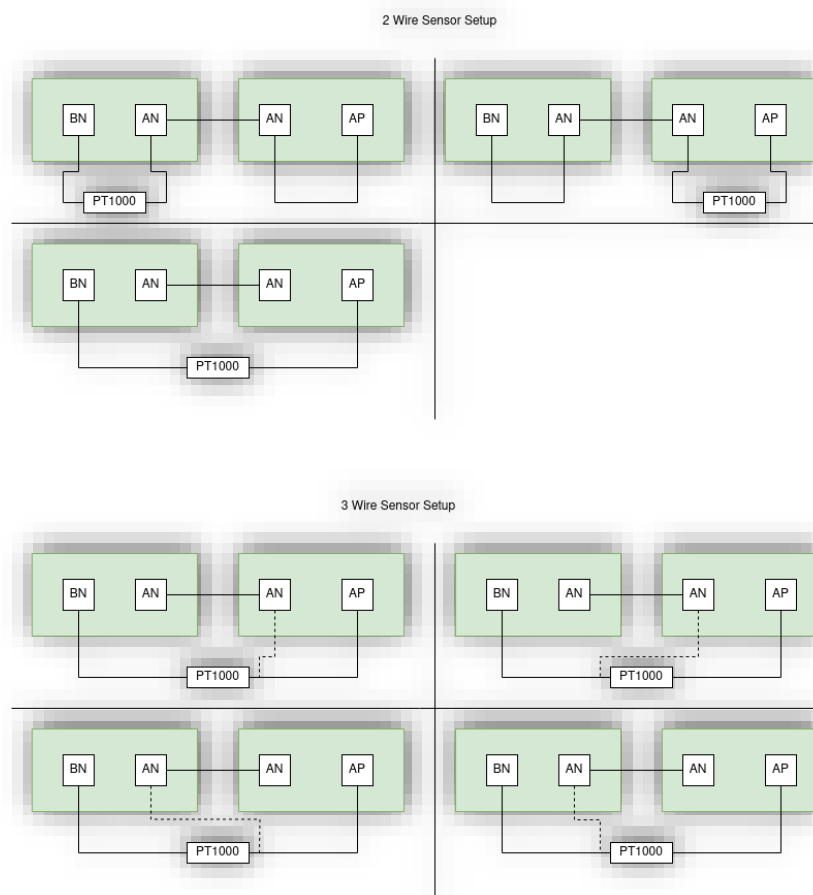 2 Wire Sensor Setup
BN AN AN AP BN AN AN AP
PT1000 PT1000
BN AN AN AP
PT1000
3 Wire Sensor Setup
BN AN AN AP BN AN AN AP
PT1000 PT1000
BN AN AN AP BN AN AN AP
PT1000 PT1000